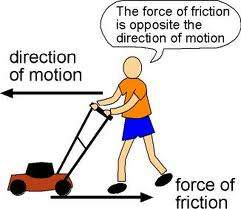 The force of friction
is opposite the
direction of motion
direction
of motion
force of
friction